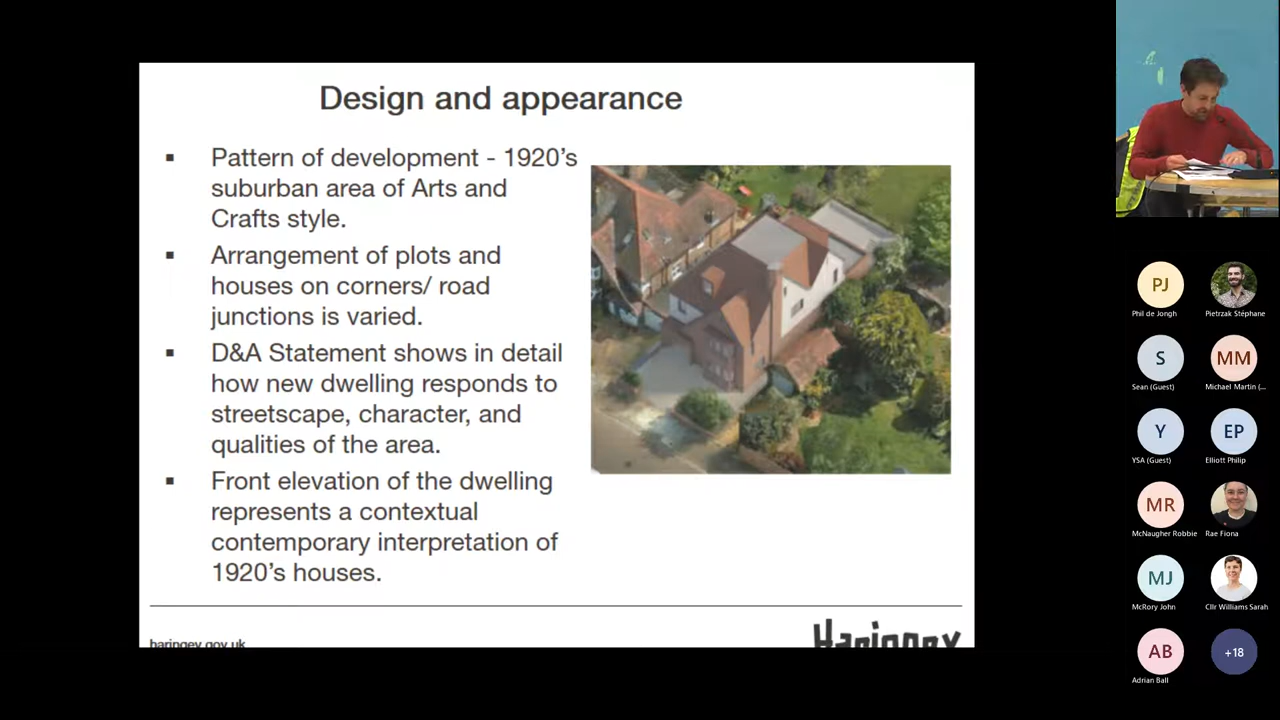 Design and appearance
▪ Pattern of development - 1920's
suburban area of Arts and
Crafts style.
▪ Arrangement of plots and
houses on corners/ road
junctions is varied.
▪ D&A Statement shows in detail
how new dwelling responds to
streetscape, character, and
qualities of the area.
▪ Front elevation of the dwelling
represents a contextual
contemporary interpretation of
1920's houses.
haringey.gov.uk
Haringey
PJ
Phil de Jongh
Pietrzak Stéphane
S
MM
Sean (Guest)
Michael Martin (...
Y
EP
YSA (Guest)
Elliott Philip
MR
McNaugher Robbie
Rae Fiona
MJ
McRory John
Cllr Williams Sarah
AB
+18
Adrian Ball